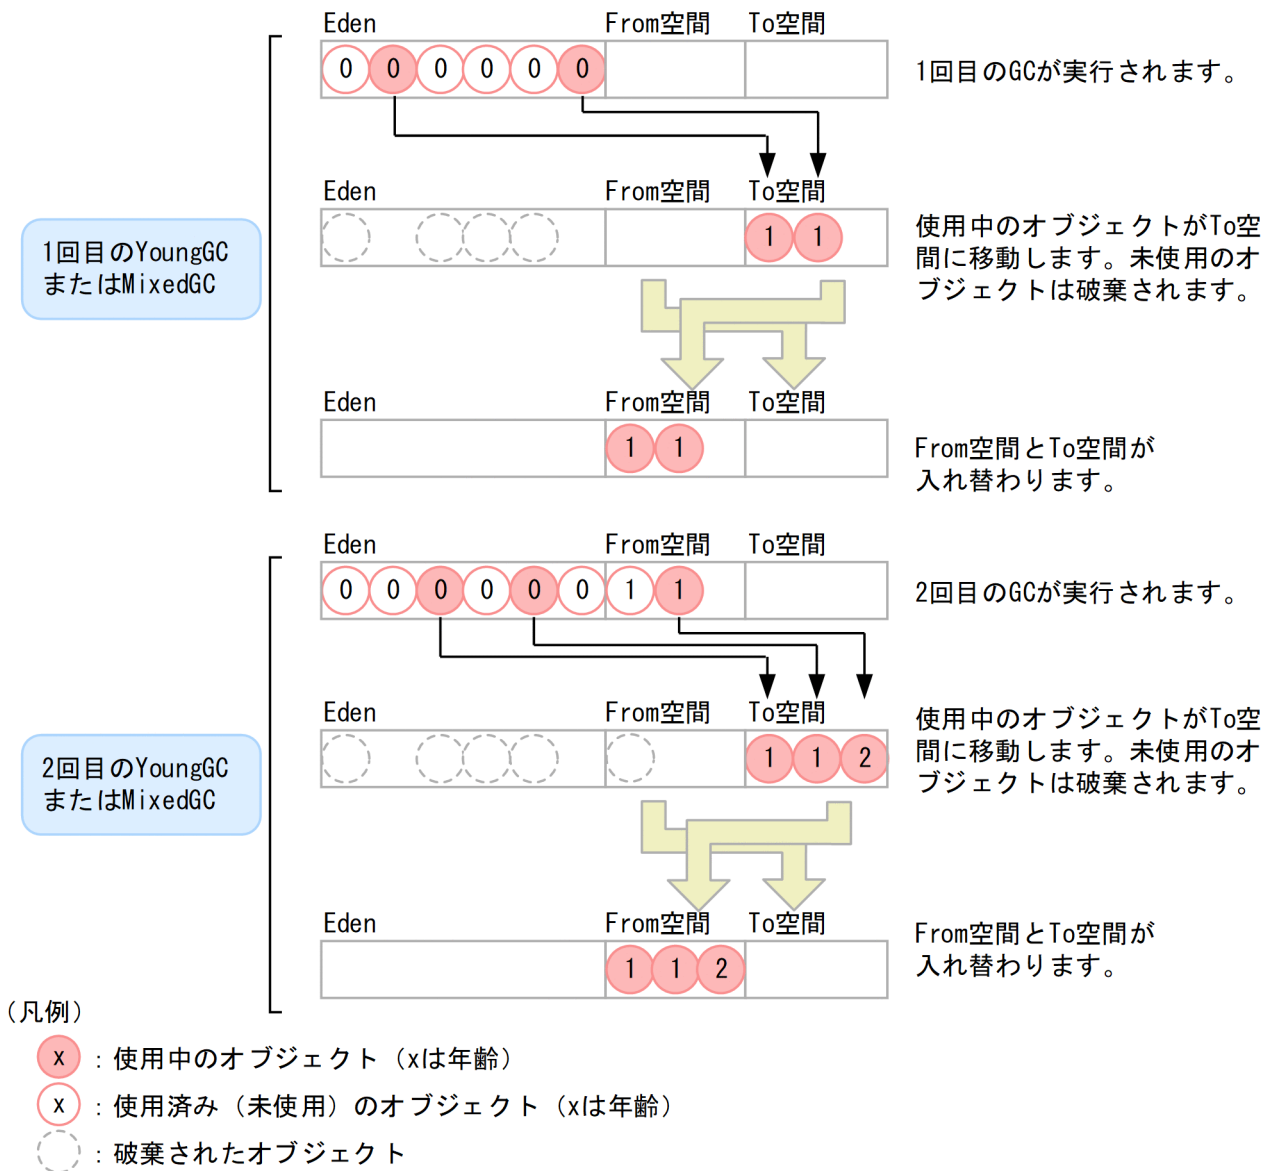 Eden From空間 To空間
0 0 0 0 0 0
1回目のGCが実行されます。
Eden From空間 To空間
1 1
1回目のYoungGC
またはMixedGC
使用中のオブジェクトがTo空
間に移動します。未使用のオ
ブジェクトは破棄されます。
Eden From空間 To空間
1 1
From空間とTo空間が
入れ替わります。
Eden From空間 To空間
0 0 0 0 0 0 1 1
2回目のGCが実行されます。
Eden From空間 To空間
1 1 2
2回目のYoungGC
またはMixedGC
使用中のオブジェクトがTo空
間に移動します。未使用のオ
ブジェクトは破棄されます。
Eden From空間 To空間
1 1 2
From空間とTo空間が
入れ替わります。
(凡例)
x : 使用中のオブジェクト(xは年齢)
x : 使用済み(未使用)のオブジェクト(xは年齢)
: 破棄されたオブジェクト